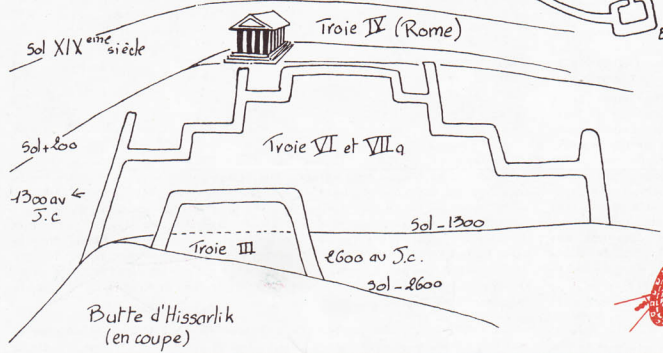 Troie IV (Rome)
Sol XIXeme siècle
Sol+200
Troie VI et VIIa
1300 av
J.c
Sol-1300
Troie III
2600 av J.c.
Sol-2600
Butte d'Hissarlik
(en coupe)